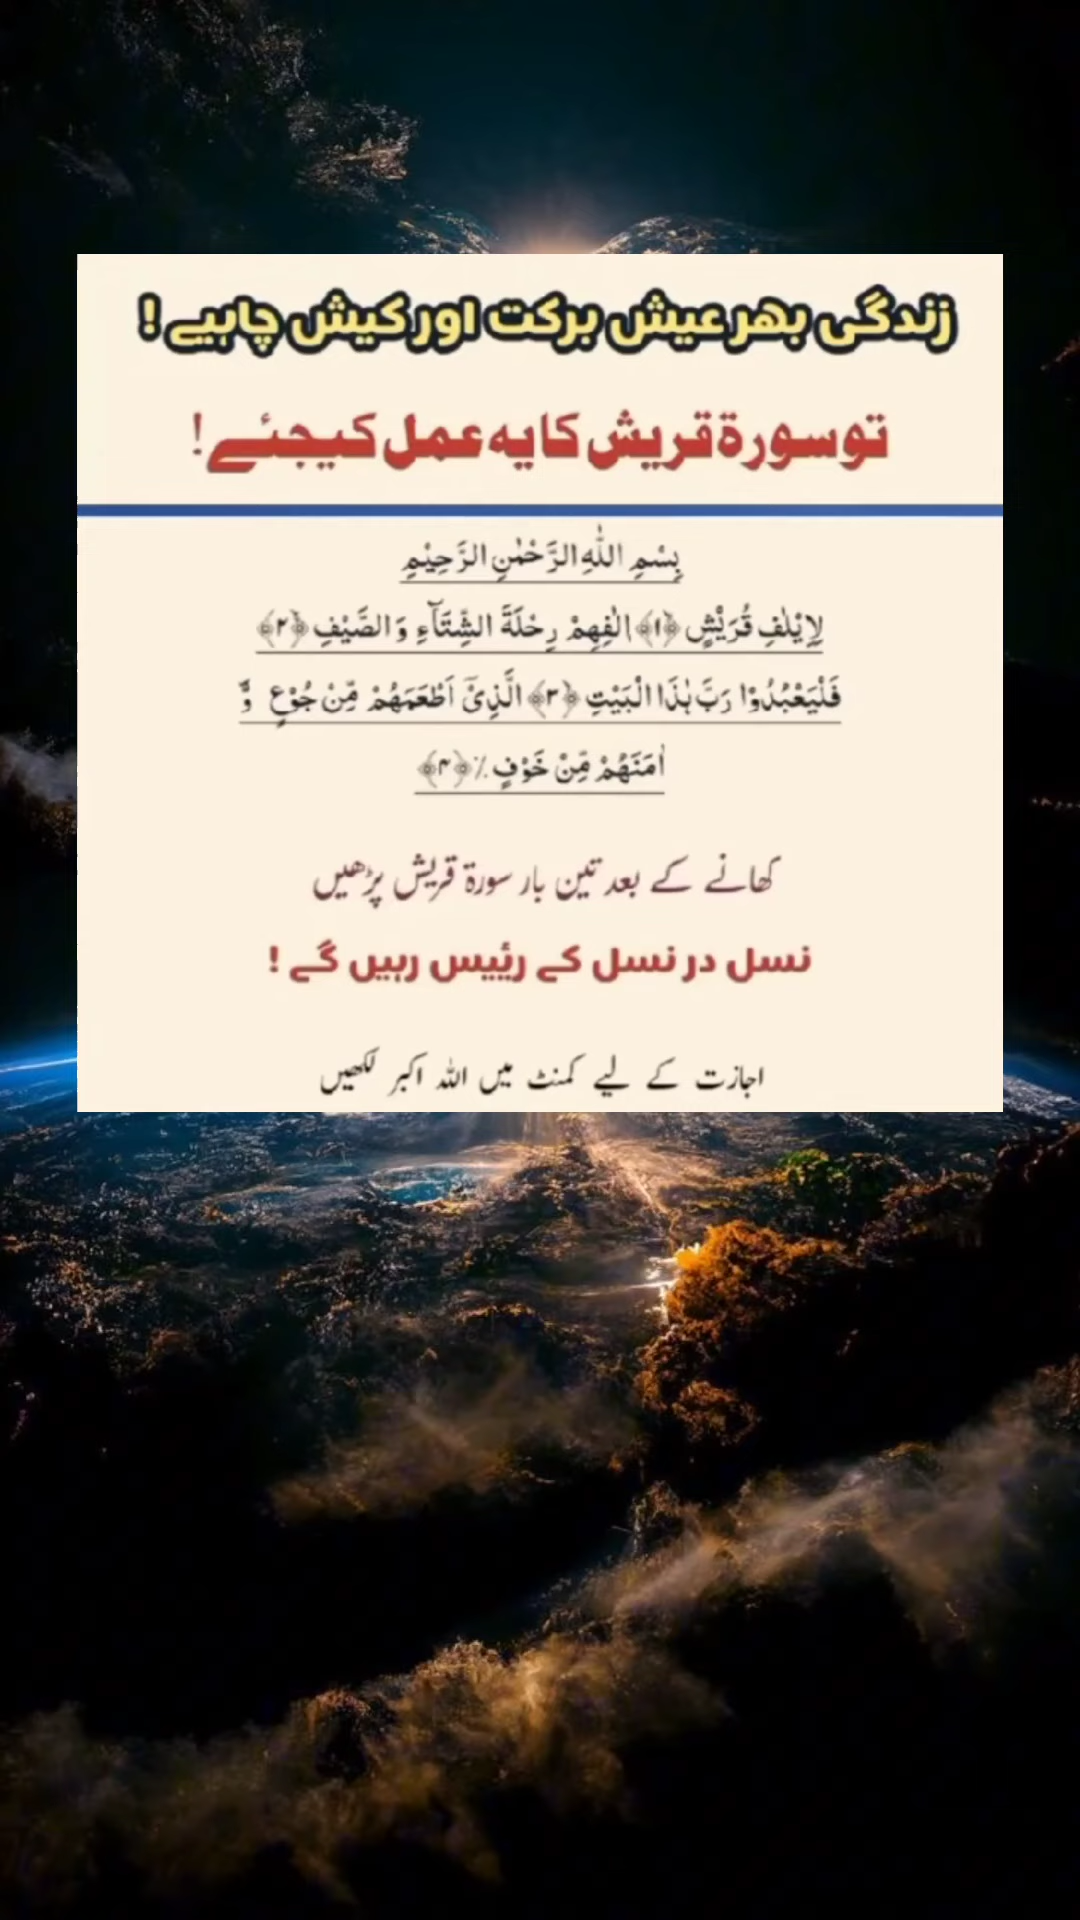 زندگی بھر عیش برکت اور کیش چاہیے !
تو سورۃ قریش کا یہ عمل کیجئے !
بِسْمِ اللّٰهِ الرَّحْمٰنِ الرَّحِيْمِ
لِاِيْلٰفِ قُرَيْشٍ ﴿۱﴾ اٖلٰفِهِمْ رِحْلَةَ الشِّتَآءِ وَ الصَّيْفِ ﴿۲﴾
فَلْيَعْبُدُوْا رَبَّ هٰذَا الْبَيْتِ ﴿۳﴾ الَّذِیْۤ اَطْعَمَهُمْ مِّنْ جُوْعٍ وَّ
اٰمَنَهُمْ مِّنْ خَوْفٍ ٪﴿۴﴾
کھانے کے بعد تین بار سورۃ قریش پڑھیں
نسل در نسل کے رئیس رہیں گے !
اجازت کے لیے کمنٹ میں اللہ اکبر لکھیں